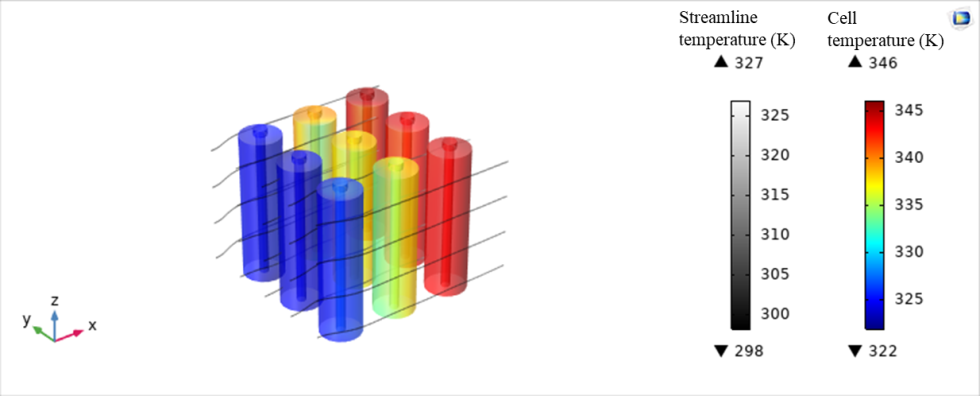 Streamline
temperature (K)
▲ 327
325
320
315
310
305
300
▼ 298
Cell
temperature (K)
▲ 346
345
340
335
330
325
▼ 322
z
y
x